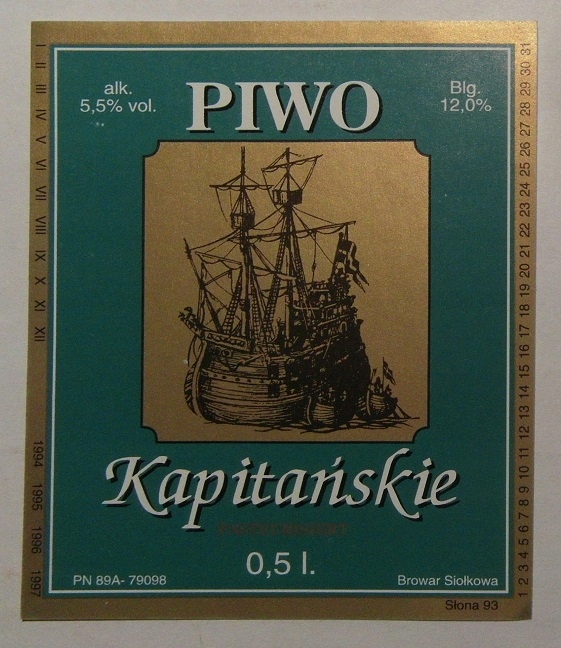 PIWO
alk.
5,5% vol.
Blg.
12,0%
Kapitańskie
0,5 l.
PN 89A- 79098
Browar Siołkowa
Słona 93
I II III IV V VI VII VIII IX X XI XII
1994 1995 1996 1997
1 2 3 4 5 6 7 8 9 10 11 12 13 14 15 16 17 18 19 20 21 22 23 24 25 26 27 28 29 30 31